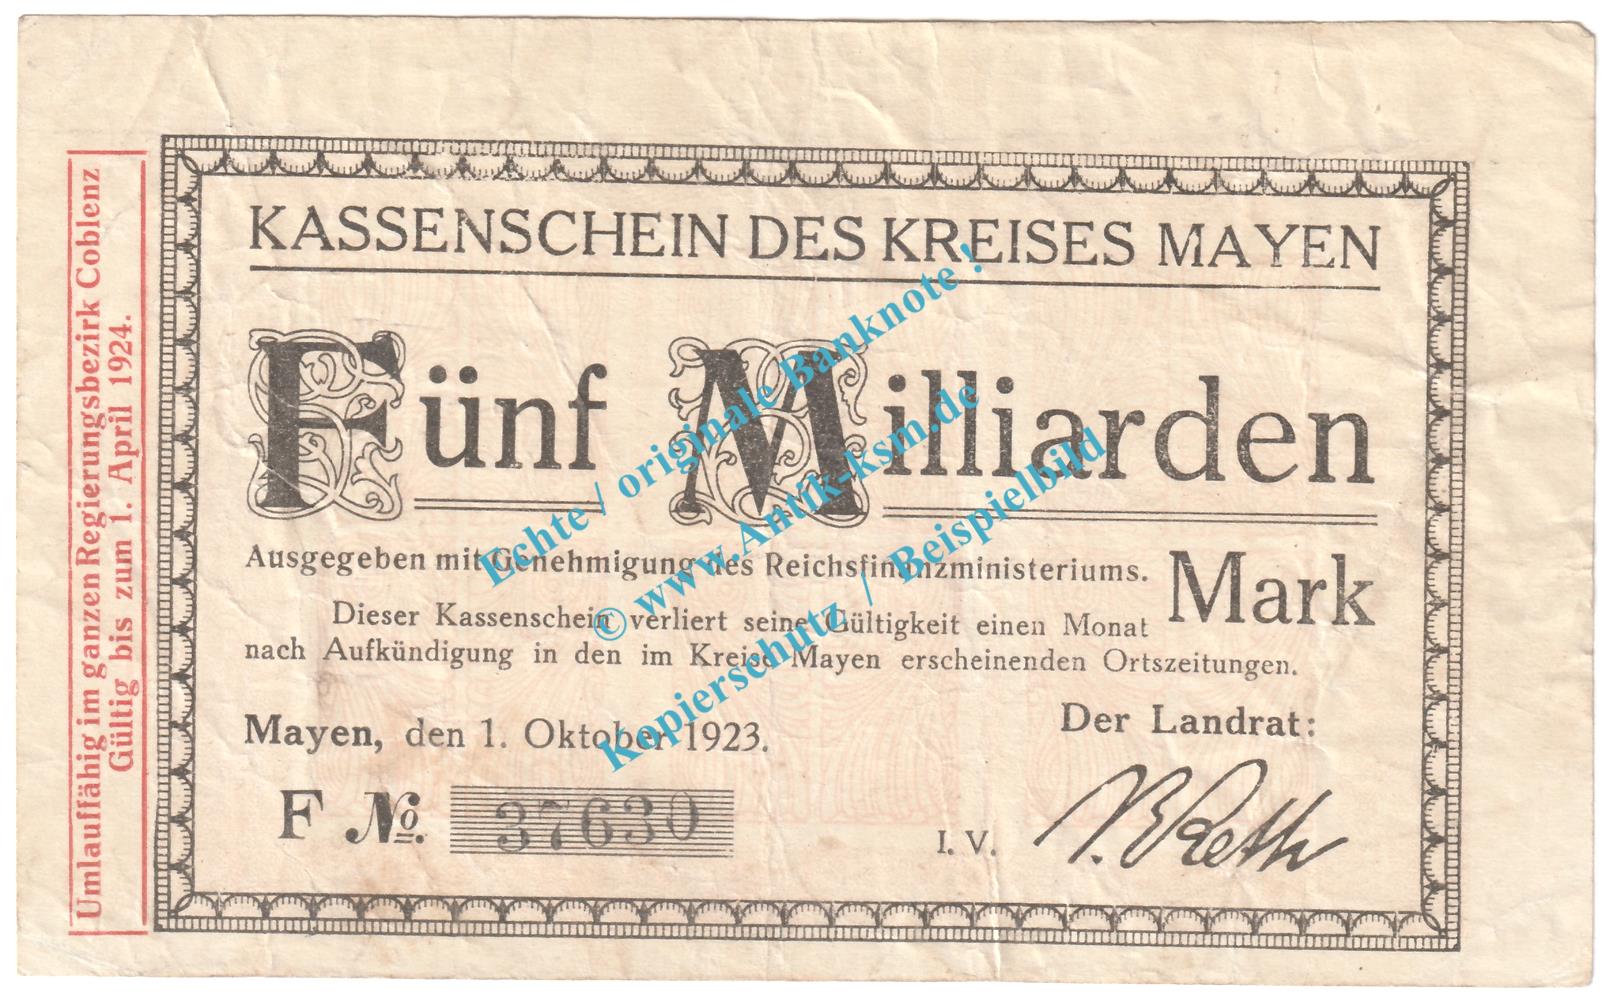 Umlauffähig im ganzen Regierungsbezirk Coblenz
Gültig bis zum 1. April 1924.
KASSENSCHEIN DES KREISES MAYEN
Fünf Milliarden
Mark
Ausgegeben mit Genehmigung des Reichsfinanzministeriums.
Dieser Kassenschein verliert seine Gültigkeit einen Monat
nach Aufkündigung in den im Kreise Mayen erscheinenden Ortszeitungen.
Mayen, den 1. Oktober 1923.
Der Landrat:
F No. 37630
I. V.
Echte / originale Banknote !
© www.Antik-ksm.de
Kopierschutz / Beispielbild